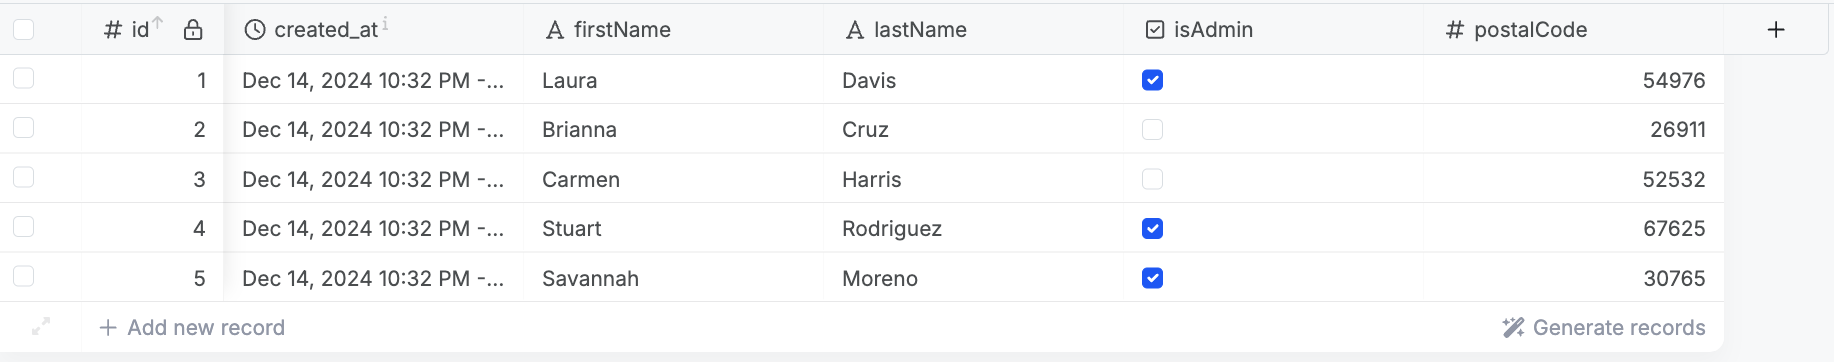 # id created_at i firstName lastName isAdmin # postalCode +
1 Dec 14, 2024 10:32 PM -... Laura Davis 54976
2 Dec 14, 2024 10:32 PM -... Brianna Cruz 26911
3 Dec 14, 2024 10:32 PM -... Carmen Harris 52532
4 Dec 14, 2024 10:32 PM -... Stuart Rodriguez 67625
5 Dec 14, 2024 10:32 PM -... Savannah Moreno 30765
+ Add new record Generate records